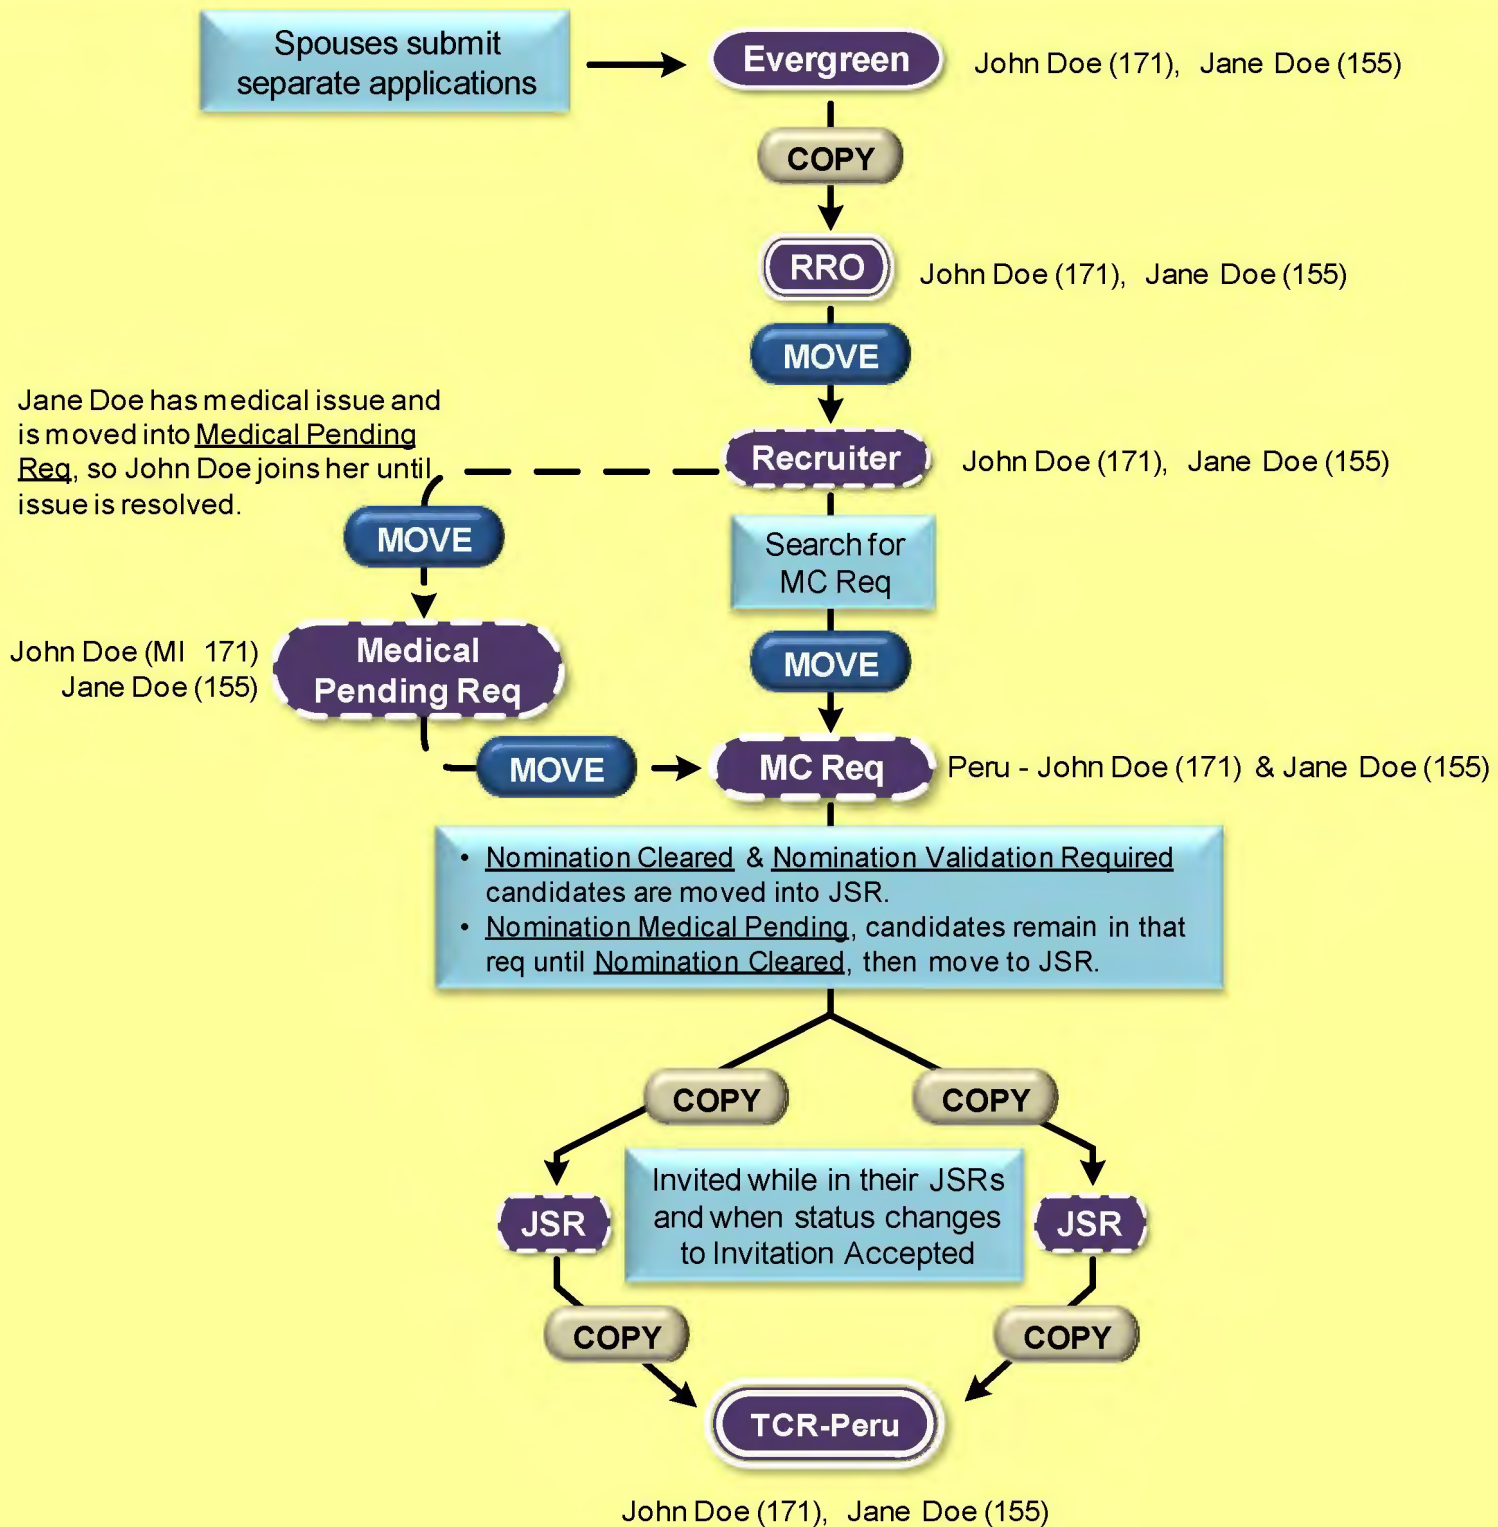 Spouses submit
separate applications
Evergreen
John Doe (171), Jane Doe (155)
COPY
RRO
John Doe (171), Jane Doe (155)
MOVE
Recruiter
John Doe (171), Jane Doe (155)
Jane Doe has medical issue and
is moved into Medical Pending
Req, so John Doe joins her until
issue is resolved.
MOVE
Search for
MC Req
John Doe (MI 171)
Jane Doe (155)
Medical
Pending Req
MOVE
MOVE
MC Req
Peru - John Doe (171) & Jane Doe (155)
• Nomination Cleared & Nomination Validation Required
candidates are moved into JSR.
• Nomination Medical Pending, candidates remain in that
req until Nomination Cleared, then move to JSR.
COPY
COPY
JSR
Invited while in their JSRs
and when status changes
to Invitation Accepted
JSR
COPY
COPY
TCR-Peru
John Doe (171), Jane Doe (155)